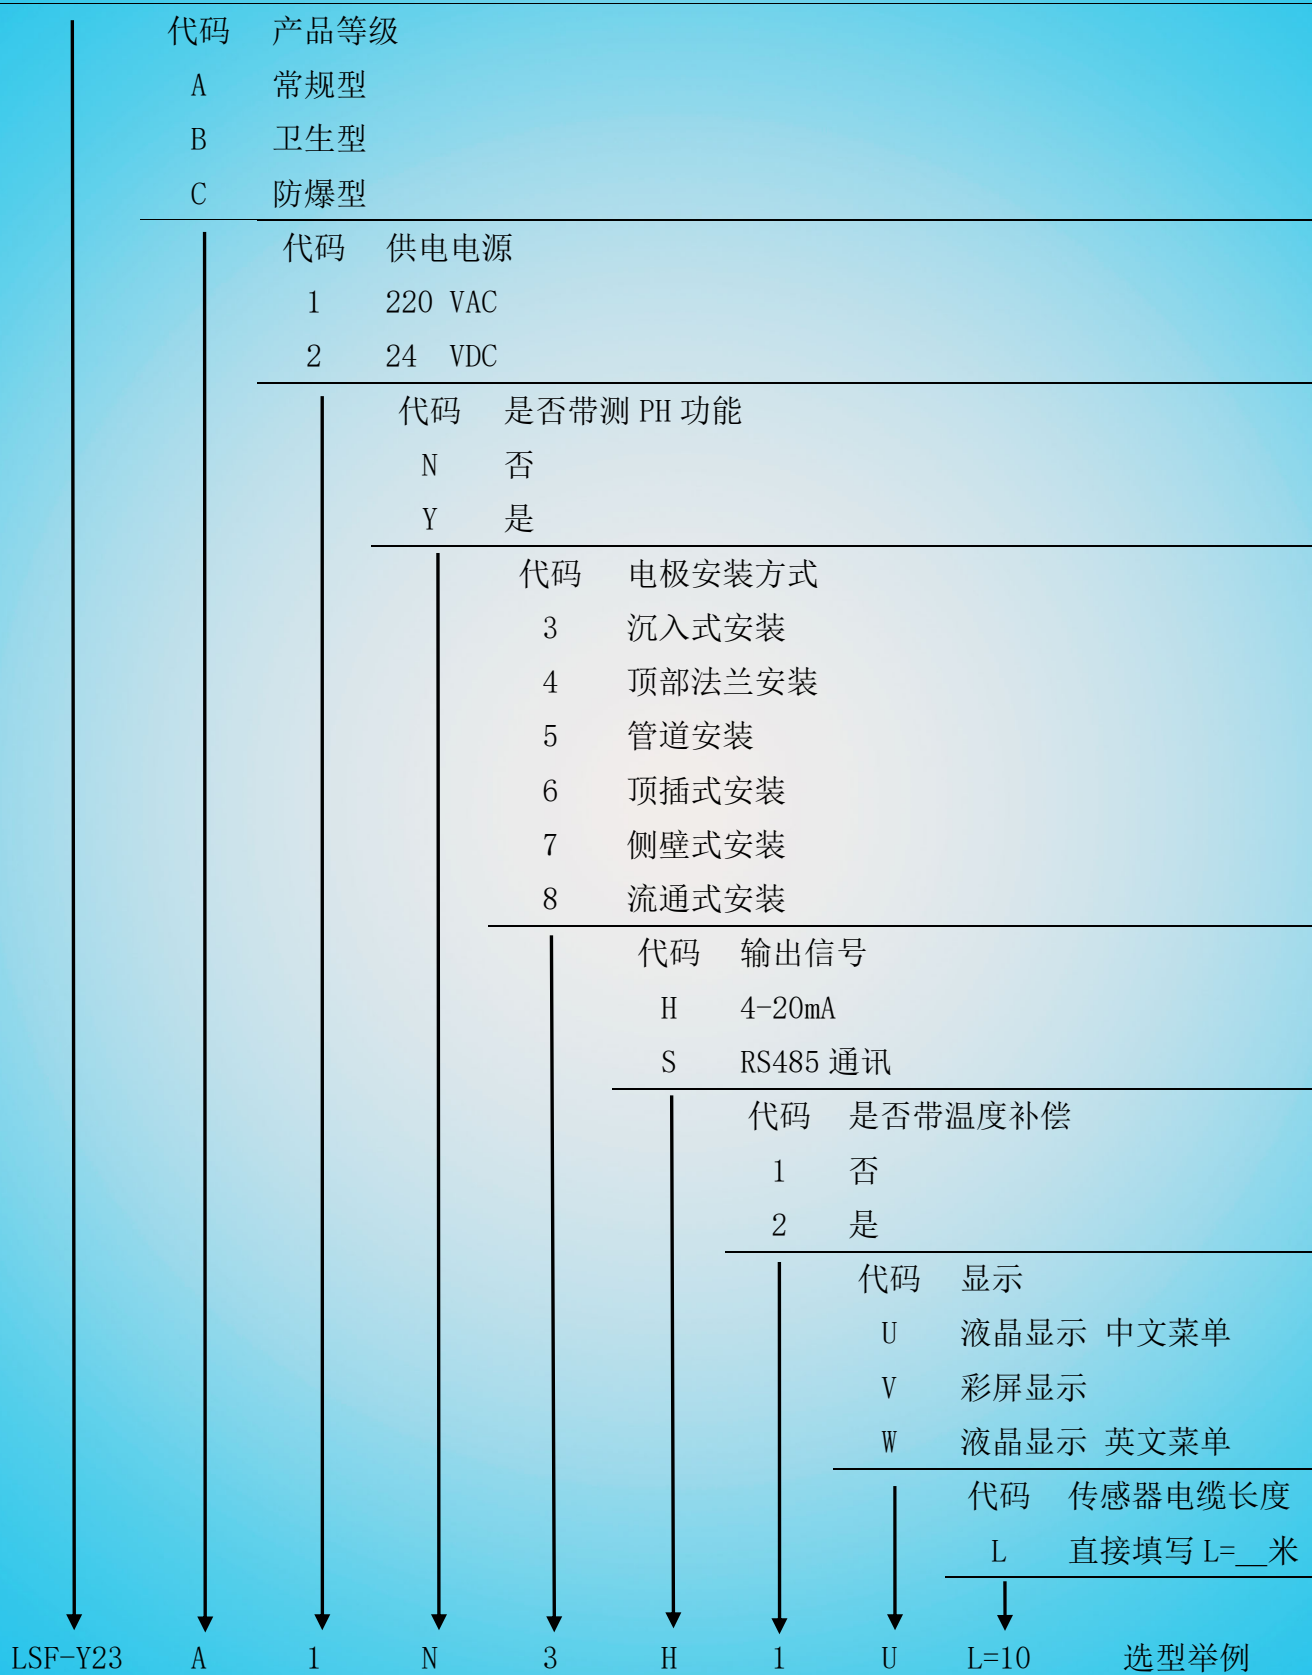 代码 产品等级
A 常规型
B 卫生型
C 防爆型
代码 供电电源
1 220 VAC
2 24 VDC
代码 是否带测 PH 功能
N 否
Y 是
代码 电极安装方式
3 沉入式安装
4 顶部法兰安装
5 管道安装
6 顶插式安装
7 侧壁式安装
8 流通式安装
代码 输出信号
H 4-20mA
S RS485 通讯
代码 是否带温度补偿
1 否
2 是
代码 显示
U 液晶显示 中文菜单
V 彩屏显示
W 液晶显示 英文菜单
代码 传感器电缆长度
L 直接填写 L=__米
LSF-Y23 A 1 N 3 H 1 U L=10 选型举例